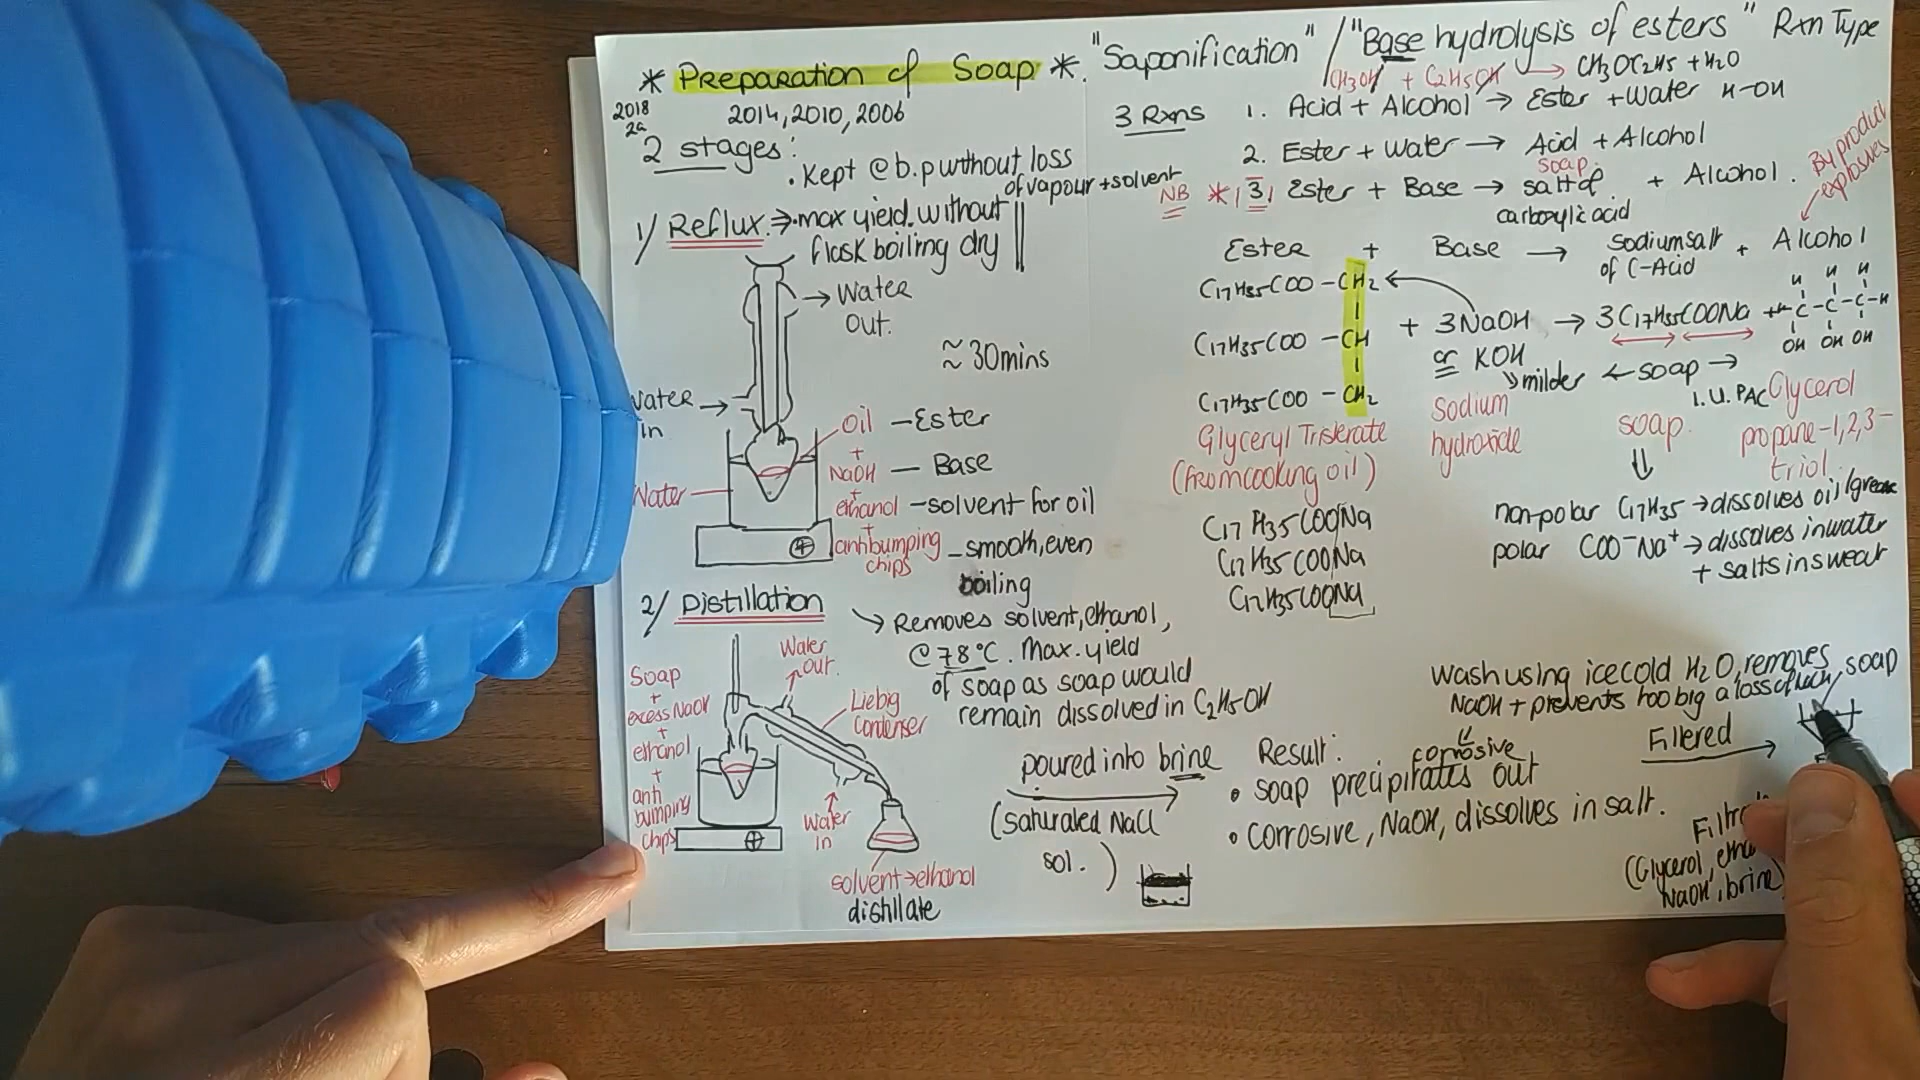 * Preparation of Soap *. "Saponification" / "Base hydrolysis of esters" Rxn Type
2018
2a
2014, 2010, 2006
2 stages:
• Kept @ b.p without loss
of vapour + solvent
1/ Reflux. ⇒ • max yield. without
flask boiling dry
→ Water
out.
≈ 30mins
Water →
in
Oil – Ester
+
NaOH – Base
+
ethanol – solvent for oil
+
antibumping – smooth, even
chips
boiling
Water
2/ Distillation
↘ Removes solvent, ethanol,
@ 78°C. Max. yield
of soap as soap would
remain dissolved in C2H5OH
Soap
+
excess NaOH
+
ethanol
+
anti
bumping
chips
Water
out.
Liebig
Condenser
Water
in
solvent → ethanol
distillate
CH3OH + C2H5OH → CH3OC2H5 + H2O
3 Rxns
1. Acid + Alcohol → Ester + Water H-OH
2. Ester + Water → Acid + Alcohol
soap.
NB * |3| Ester + Base → salt of + Alcohol.
carboxylic acid
By product
explosives
Ester + Base → Sodium salt + Alcohol
of C-Acid
C17H35COO – CH2
|
C17H35COO – CH
|
C17H35COO – CH2
+ 3NaOH → 3C17H35COONa +
or KOH
milder ← soap →
H H H
H-C-C-C-H
OH OH OH
Glyceryl Tristerate
(from cooking oil)
Sodium
hydroxide
soap.
I.U.PAC Glycerol
propane-1,2,3-
triol.
C17H35COO|Na
C17H35COO|Na
C17H35COO|Na
non-polar C17H35 → dissolves oil/grease
polar COO⁻Na⁺ → dissolves in water
+ salts in sweat
Wash using ice cold H2O, removes
NaOH + prevents too big a loss of
soap
corrosive
poured into brine
(saturated NaCl
sol.)
Result:
• soap precipitates out
• corrosive, NaOH, dissolves in salt.
Filtered
(Glycerol,
NaOH, brine)